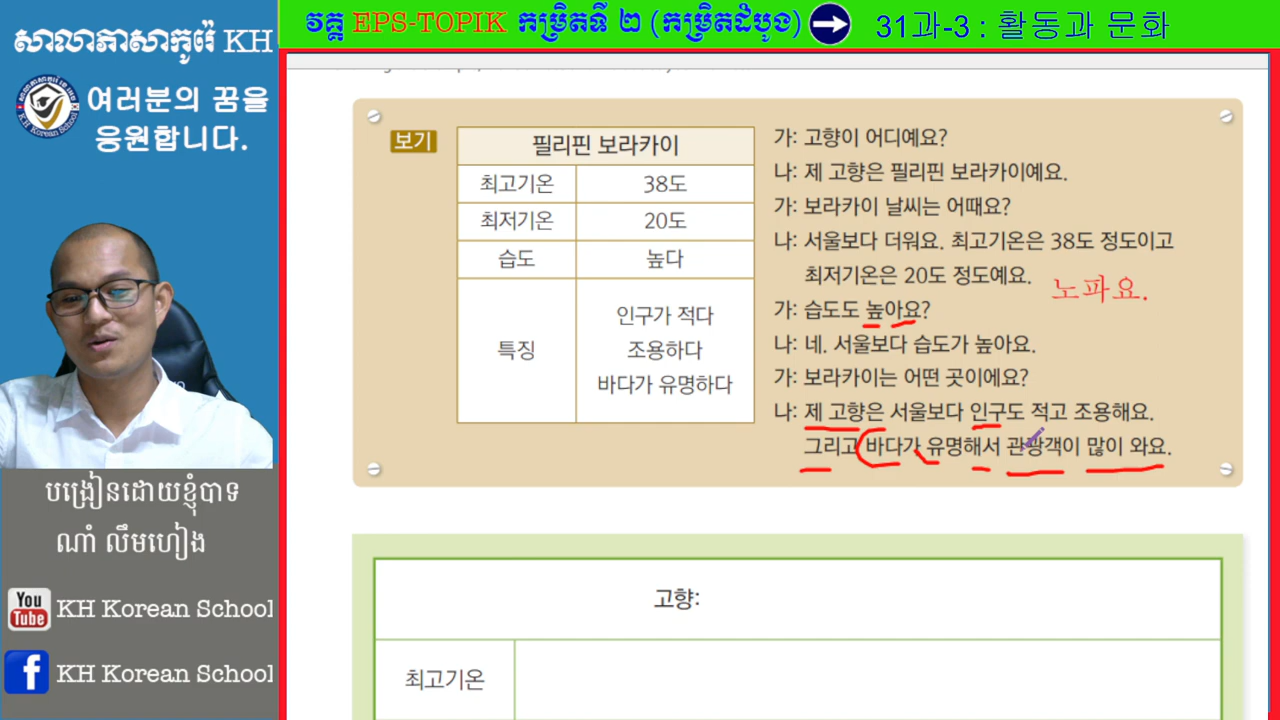 សាលាភាសាកូរ៉េ KH
여러분의 꿈을
응원합니다.
វគ្គ EPS-TOPIK កម្រិតទី ២ (កម្រិតដំបូង)
31과-3 : 활동과 문화
보기
필리핀 보라카이
최고기온 38도
최저기온 20도
습도 높다
특징
인구가 적다
조용하다
바다가 유명하다
가: 고향이 어디예요?
나: 제 고향은 필리핀 보라카이예요.
가: 보라카이 날씨는 어때요?
나: 서울보다 더워요. 최고기온은 38도 정도이고
최저기온은 20도 정도예요.
노파요.
가: 습도도 높아요?
나: 네. 서울보다 습도가 높아요.
가: 보라카이는 어떤 곳이에요?
나: 제 고향은 서울보다 인구도 적고 조용해요.
그리고 바다가 유명해서 관광객이 많이 와요.
고향:
최고기온
បង្រៀនដោយខ្ញុំបាទ
ណាំ លឹមហៀង
You
Tube
KH Korean School
f
KH Korean School